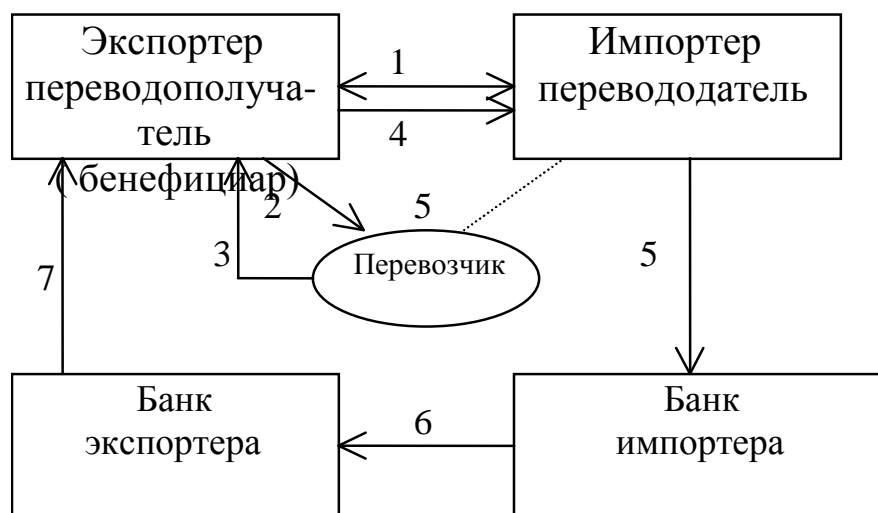 Экспортер
переводополуча-
тель
( бенефициар)
1
4
Импортер
перевододатель
2
3
5
Перевозчик
5
7
Банк
экспортера
6
Банк
импортера